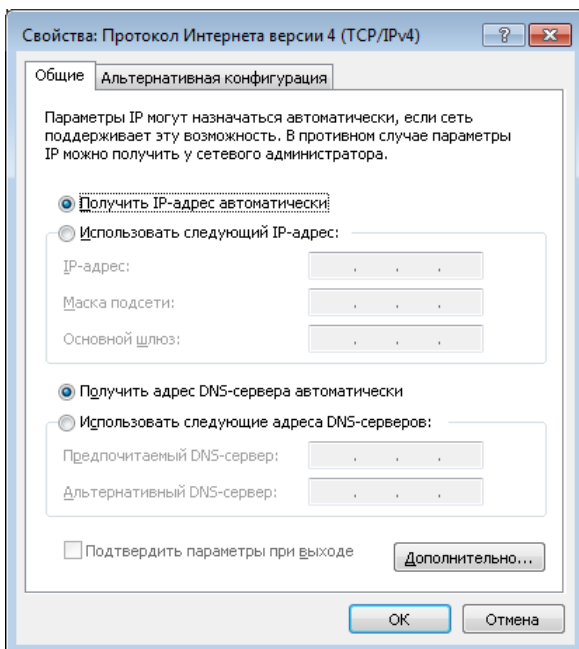 Свойства: Протокол Интернета версии 4 (TCP/IPv4)
Общие
Альтернативная конфигурация
Параметры IP могут назначаться автоматически, если сеть
поддерживает эту возможность. В противном случае параметры
IP можно получить у сетевого администратора.
Получить IP-адрес автоматически
Использовать следующий IP-адрес:
IP-адрес:
Маска подсети:
Основной шлюз:
Получить адрес DNS-сервера автоматически
Использовать следующие адреса DNS-серверов:
Предпочитаемый DNS-сервер:
Альтернативный DNS-сервер:
Подтвердить параметры при выходе
Дополнительно...
ОК
Отмена